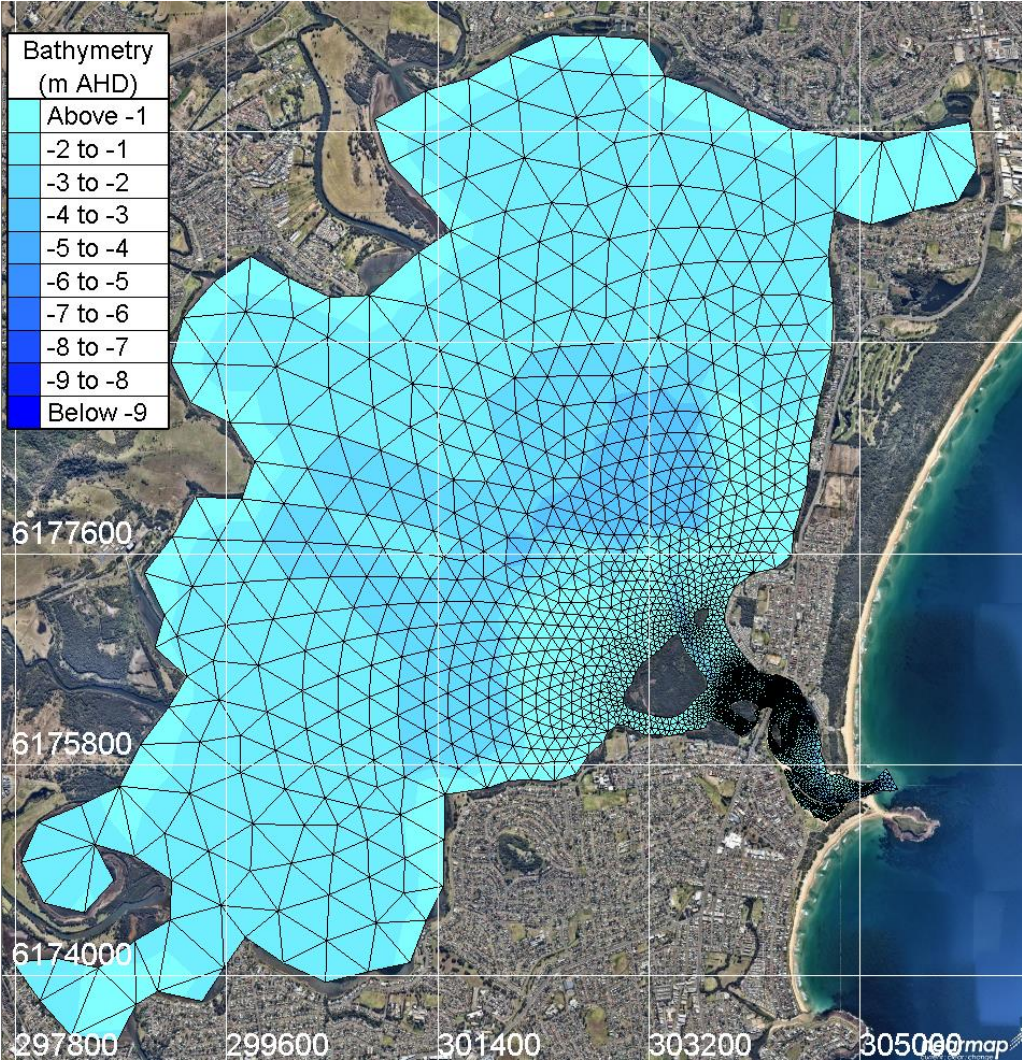 Bathymetry
(m AHD)
Above -1
-2 to -1
-3 to -2
-4 to -3
-5 to -4
-6 to -5
-7 to -6
-8 to -7
-9 to -8
Below -9
6177600
6175800
6174000
297800 299600 301400 303200 305000